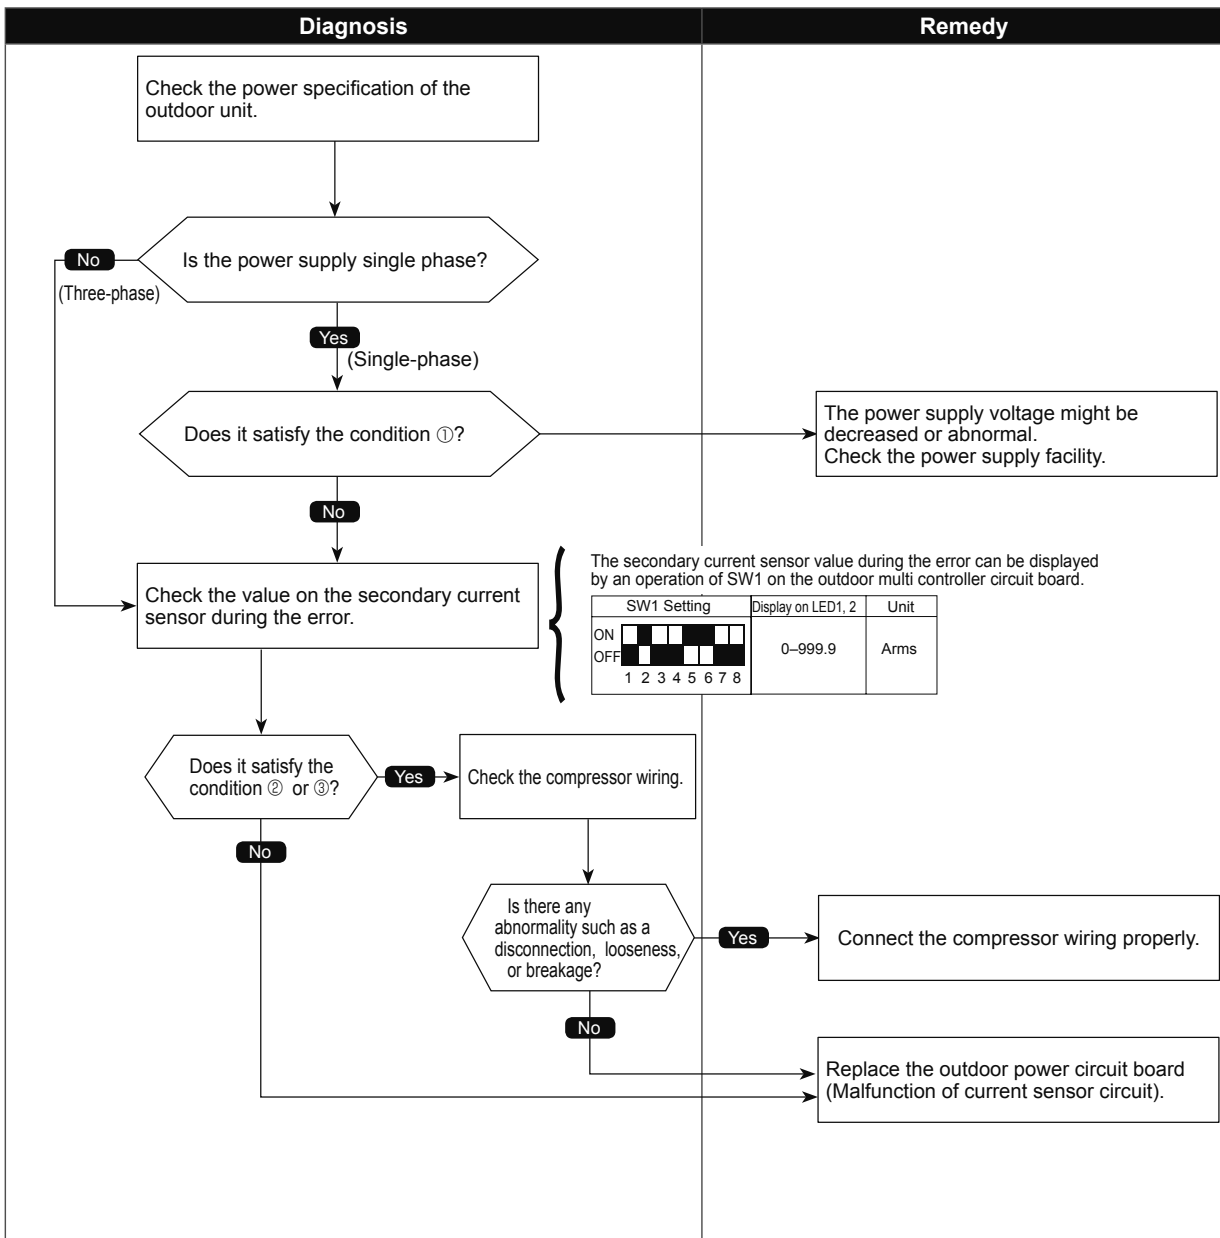 Diagnosis
Remedy
Check the power specification of the
outdoor unit.
Is the power supply single phase?
No
(Three-phase)
Yes
(Single-phase)
Does it satisfy the condition ①?
The power supply voltage might be
decreased or abnormal.
Check the power supply facility.
No
Check the value on the secondary current
sensor during the error.
The secondary current sensor value during the error can be displayed
by an operation of SW1 on the outdoor multi controller circuit board.
SW1 Setting
Display on LED1, 2
Unit
ON
OFF
1 2 3 4 5 6 7 8
0–999.9
Arms
Does it satisfy the
condition ② or ③?
Yes
Check the compressor wiring.
No
Is there any
abnormality such as a
disconnection, looseness,
or breakage?
Yes
Connect the compressor wiring properly.
No
Replace the outdoor power circuit board
(Malfunction of current sensor circuit).